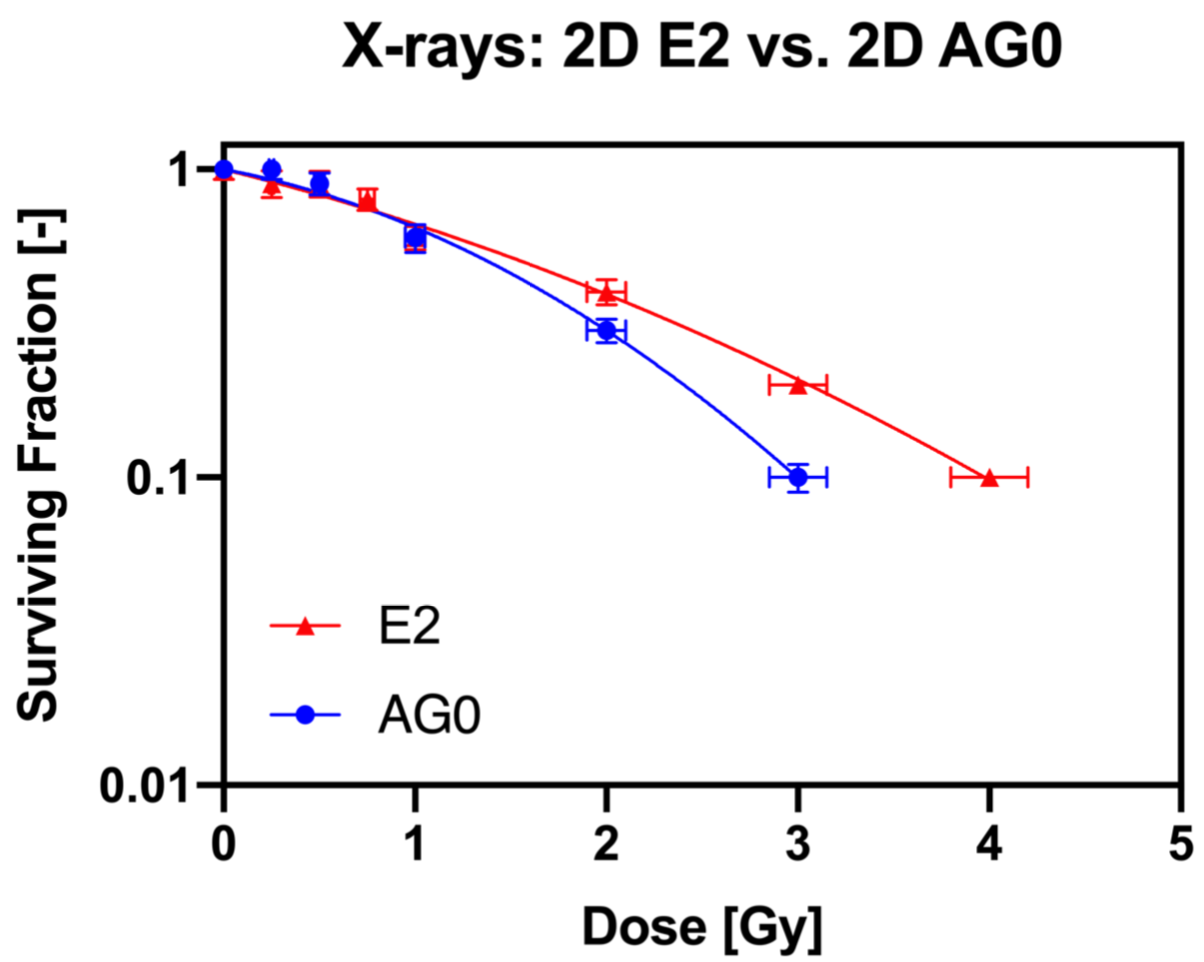 X-rays: 2D E2 vs. 2D AG0
Surviving Fraction [-]
1
0.1
0.01
E2
AG0
0 1 2 3 4 5
Dose [Gy]